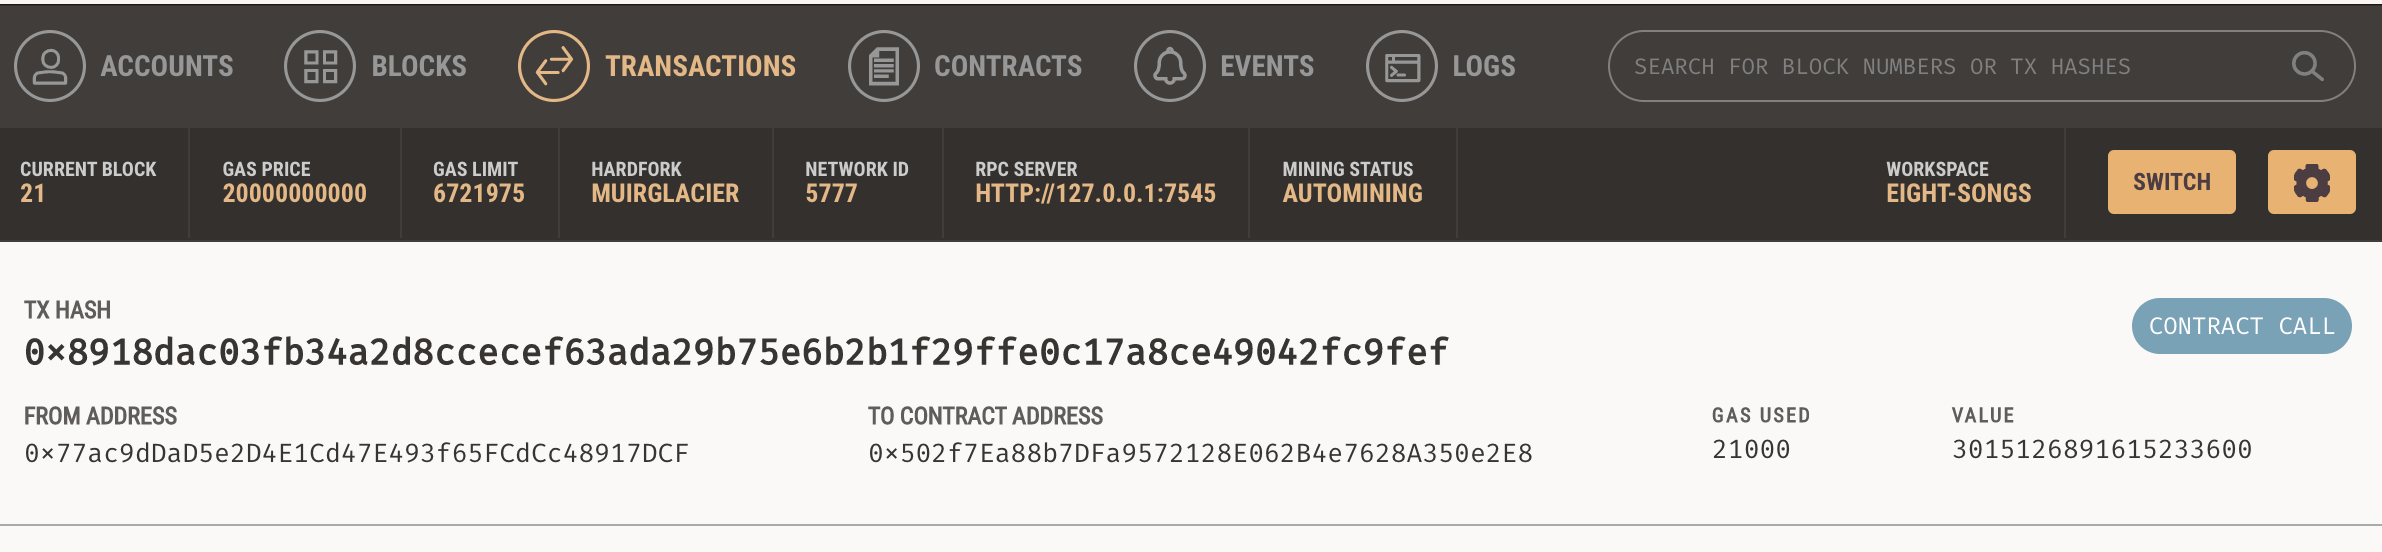 ACCOUNTS BLOCKS TRANSACTIONS CONTRACTS EVENTS LOGS SEARCH FOR BLOCK NUMBERS OR TX HASHES
CURRENT BLOCK GAS PRICE GAS LIMIT HARDFORK NETWORK ID RPC SERVER MINING STATUS WORKSPACE
21 20000000000 6721975 MUIRGLACIER 5777 HTTP://127.0.0.1:7545 AUTOMINING EIGHT-SONGS SWITCH
TX HASH
0×8918dac03fb34a2d8ccecef63ada29b75e6b2b1f29ffe0c17a8ce49042fc9fef CONTRACT CALL
FROM ADDRESS TO CONTRACT ADDRESS GAS USED VALUE
0×77ac9dDaD5e2D4E1Cd47E493f65FCdCc48917DCF 0×502f7Ea88b7DFa9572128E062B4e7628A350e2E8 21000 3015126891615233600